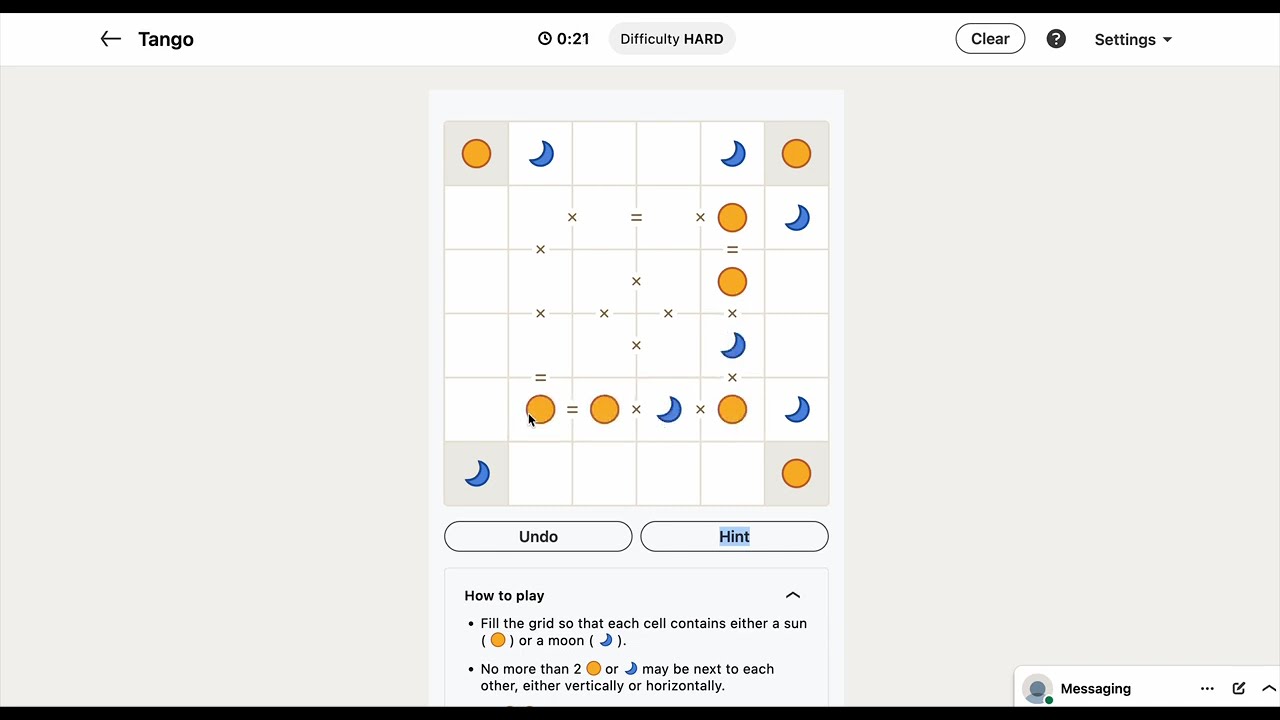 Tango
0:21
Difficulty HARD
Clear
?
Settings
× = ×
× =
×
× × × ×
×
= ×
= × ×
Undo
Hint
How to play
• Fill the grid so that each cell contains either a sun
( ) or a moon ( ).
• No more than 2 or may be next to each
other, either vertically or horizontally.
Messaging